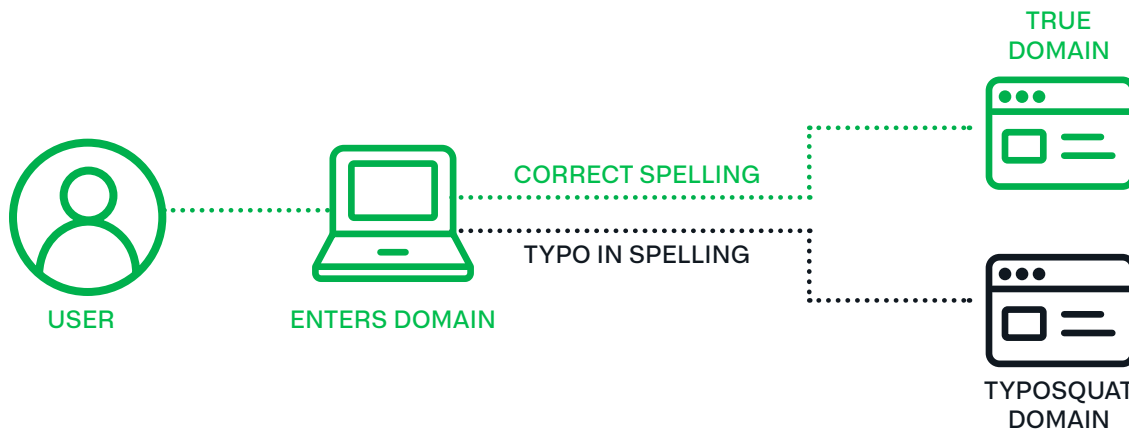 TRUE
DOMAIN
CORRECT SPELLING
TYPO IN SPELLING
USER
ENTERS DOMAIN
TYPOSQUAT
DOMAIN